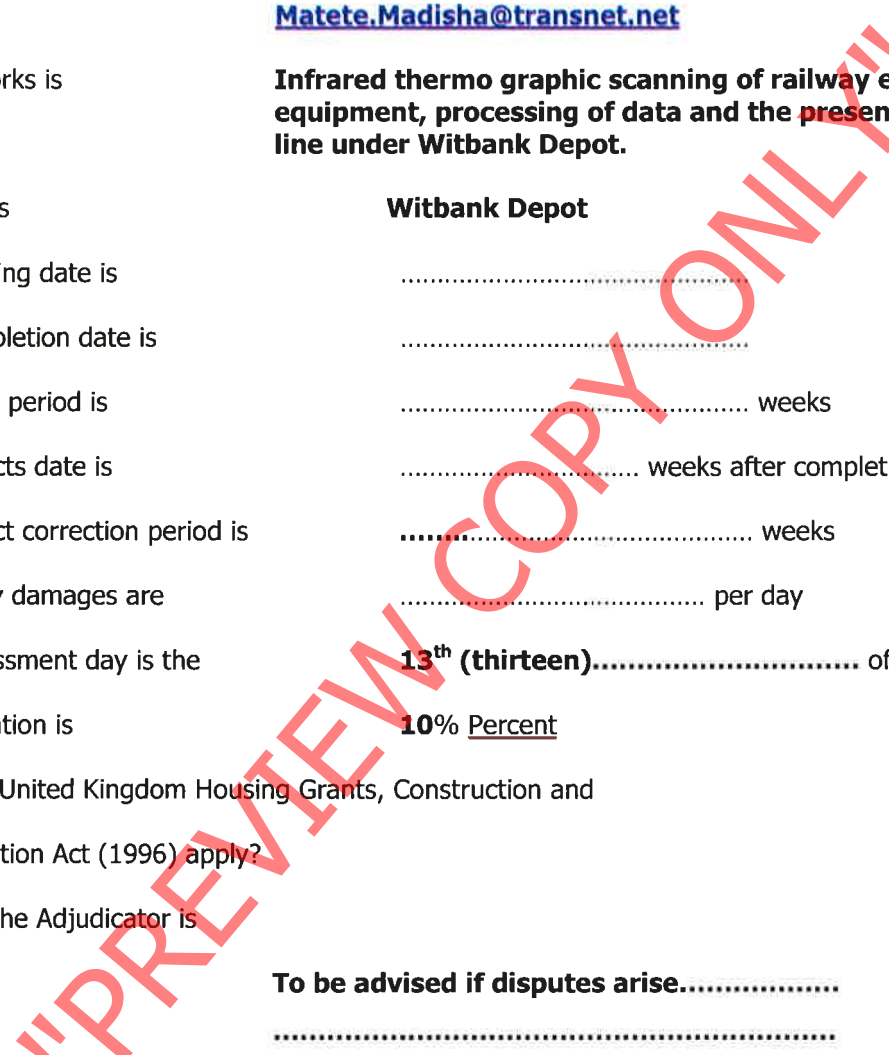 Matete.Madisha@transnet.net
rks is Infrared thermo graphic scanning of railway e
equipment, processing of data and the presen
line under Witbank Depot.
s Witbank Depot
ing date is ................................................
pletion date is ................................................
period is ................................................ weeks
cts date is ................................. weeks after complet
ct correction period is ................................................ weeks
y damages are .......................................... per day
ssment day is the 13th (thirteen)............................ of
ation is 10% Percent
United Kingdom Housing Grants, Construction and
ation Act (1996) apply?
he Adjudicator is
To be advised if disputes arise..................
................................................................
"PREVIEW COPY ONLY"